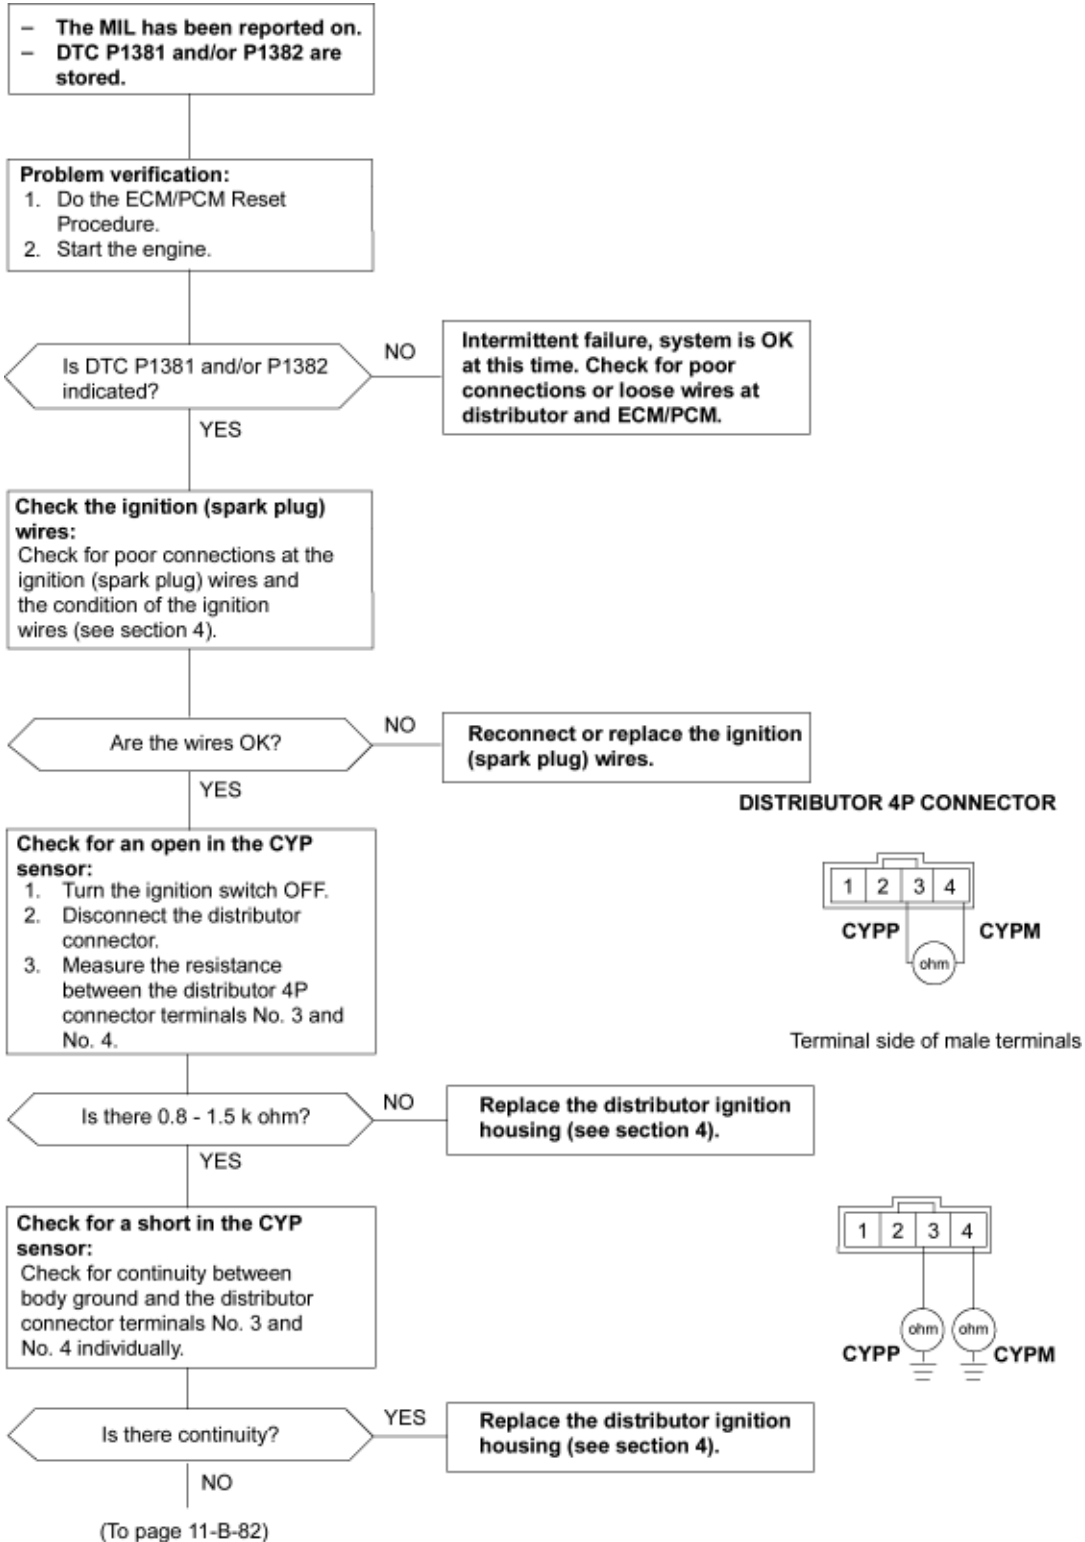 – The MIL has been reported on.
– DTC P1381 and/or P1382 are
stored.
Problem verification:
1. Do the ECM/PCM Reset
Procedure.
2. Start the engine.
Is DTC P1381 and/or P1382
indicated?
NO
Intermittent failure, system is OK
at this time. Check for poor
connections or loose wires at
distributor and ECM/PCM.
YES
Check the ignition (spark plug)
wires:
Check for poor connections at the
ignition (spark plug) wires and
the condition of the ignition
wires (see section 4).
Are the wires OK?
NO
Reconnect or replace the ignition
(spark plug) wires.
YES
DISTRIBUTOR 4P CONNECTOR
Check for an open in the CYP
sensor:
1. Turn the ignition switch OFF.
2. Disconnect the distributor
connector.
3. Measure the resistance
between the distributor 4P
connector terminals No. 3 and
No. 4.
1 2 3 4
CYPP CYPM
ohm
Terminal side of male terminals
Is there 0.8 - 1.5 k ohm?
NO
Replace the distributor ignition
housing (see section 4).
YES
Check for a short in the CYP
sensor:
Check for continuity between
body ground and the distributor
connector terminals No. 3 and
No. 4 individually.
1 2 3 4
ohm ohm
CYPP CYPM
Is there continuity?
YES
Replace the distributor ignition
housing (see section 4).
NO
(To page 11-B-82)